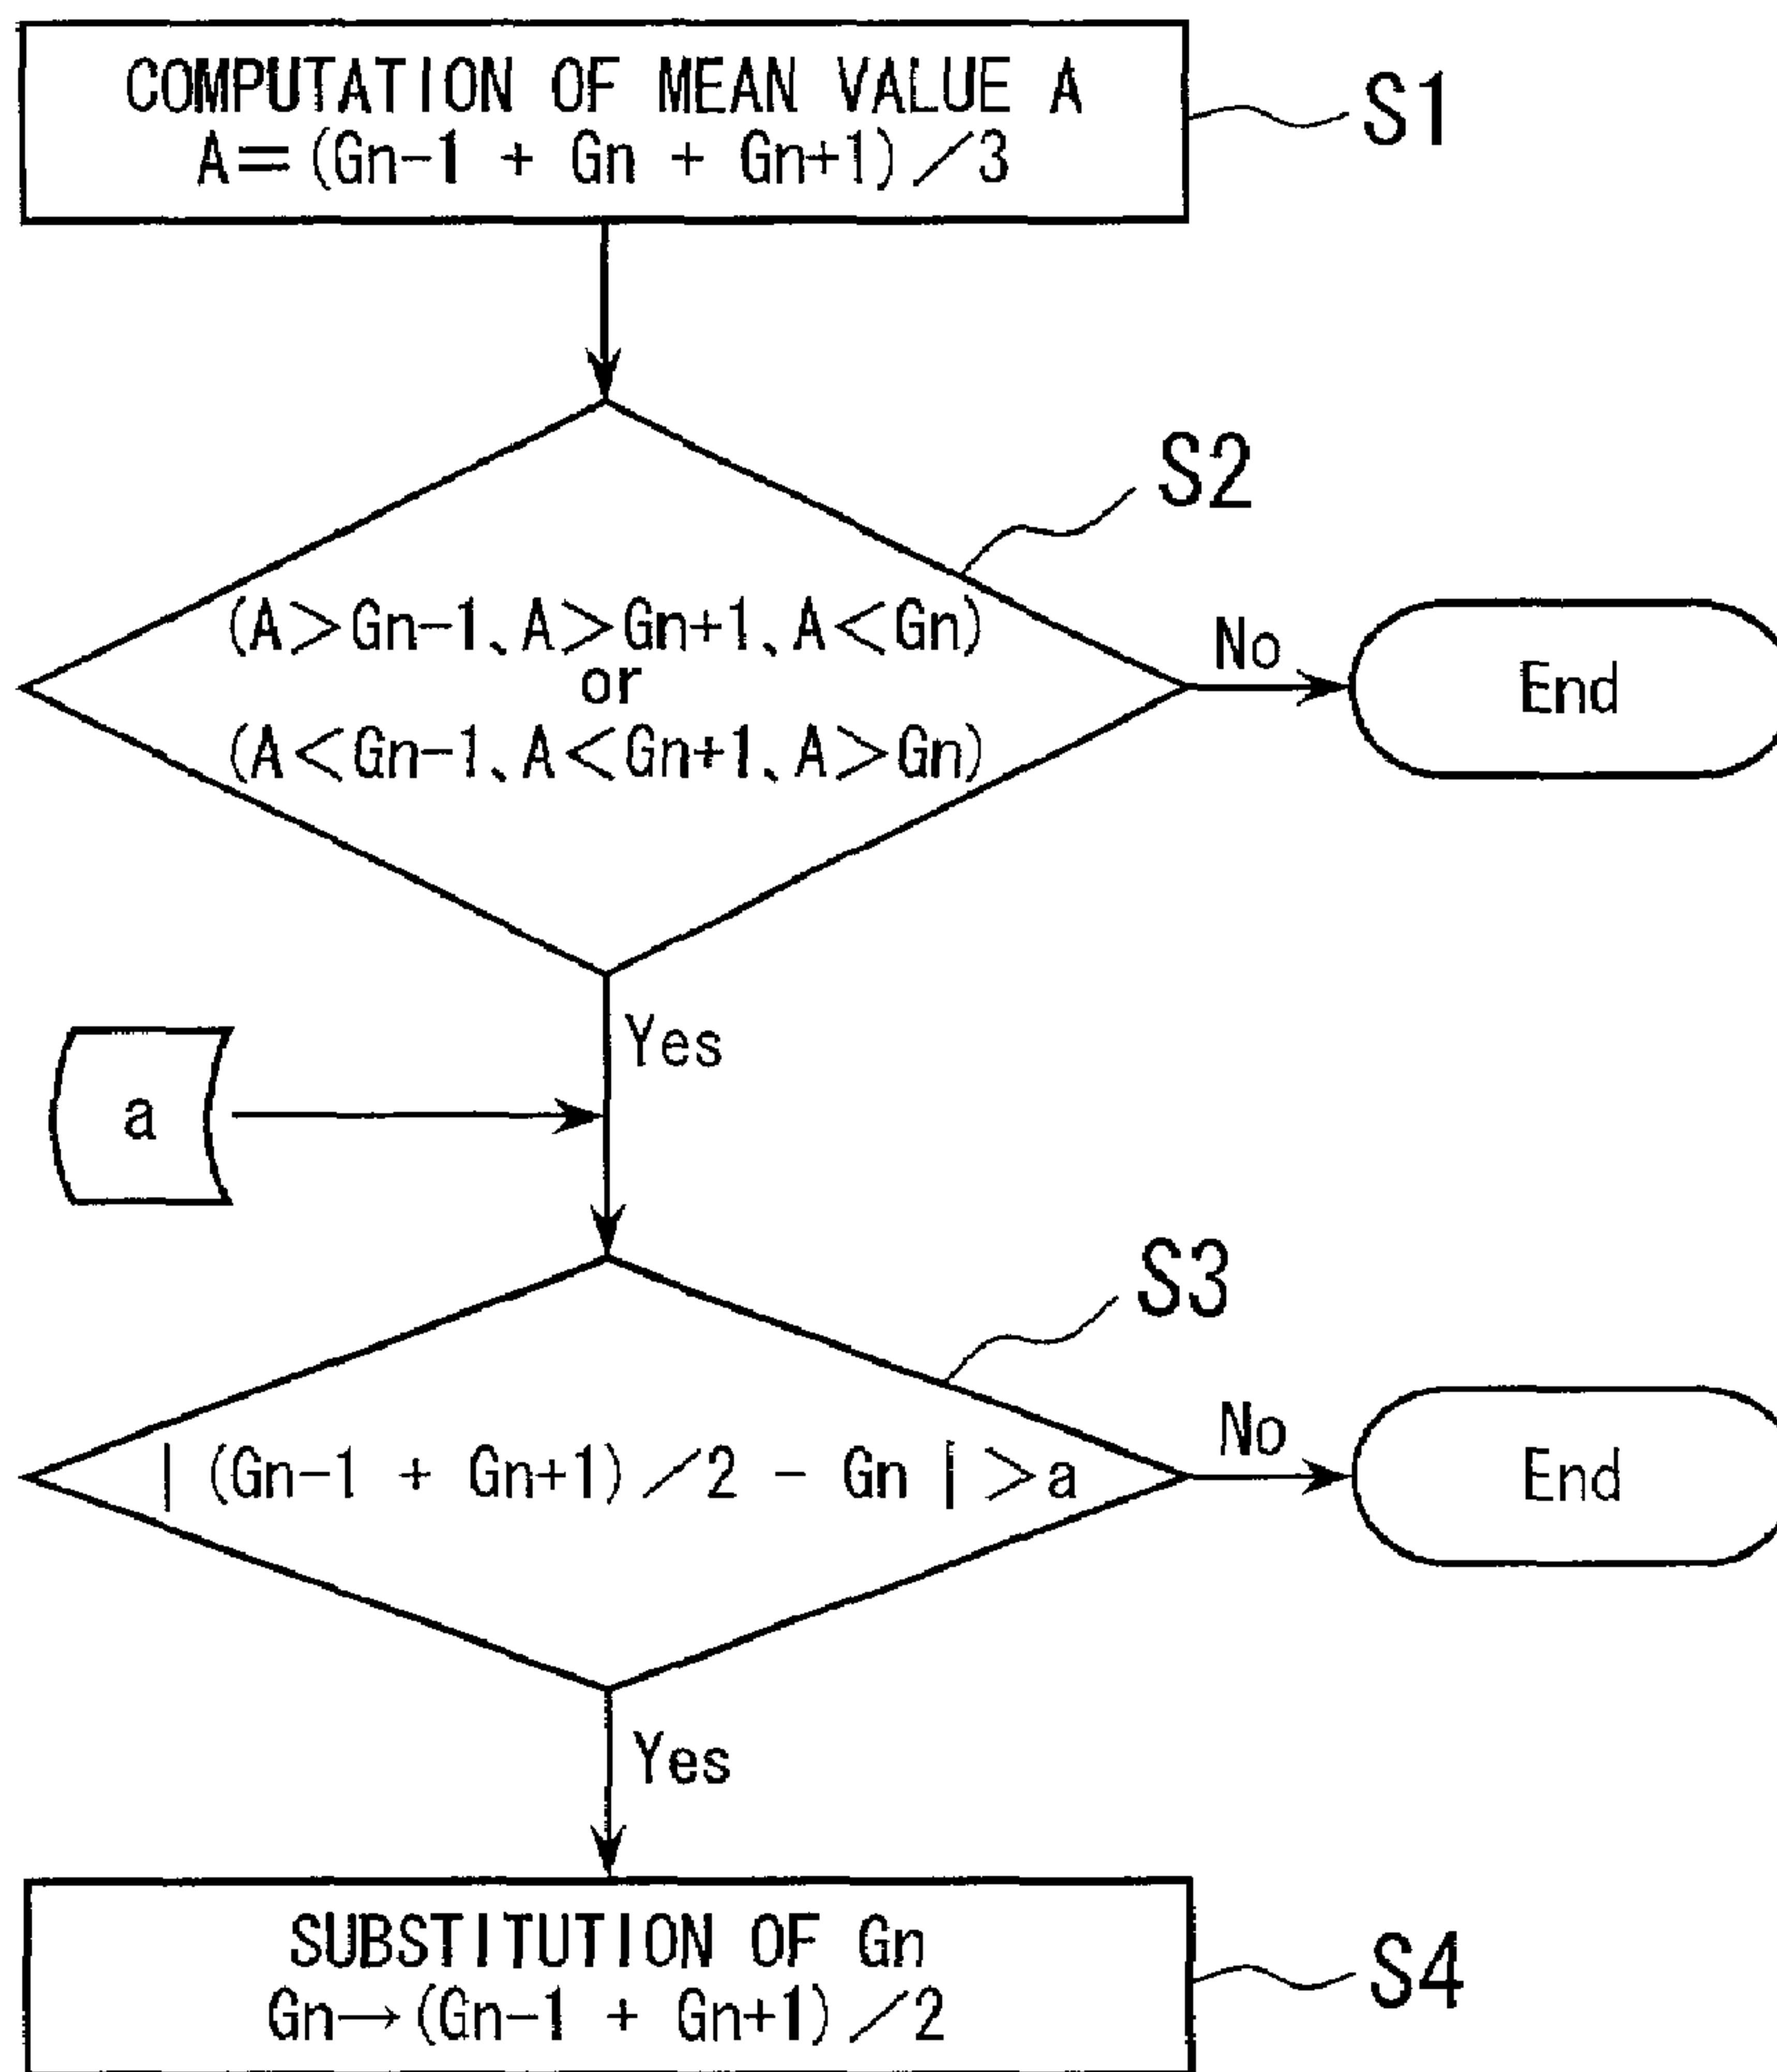 COMPUTATION OF MEAN VALUE A
A=(Gn-1 + Gn + Gn+1)/3
S1
S2
(A>Gn-1、A>Gn+1、A<Gn)
or
(A<Gn-1、A<Gn+1、A>Gn)
No
End
Yes
a
S3
| (Gn-1 + Gn+1)/2 - Gn |>a
No
End
Yes
SUBSTITUTION OF Gn
Gn→(Gn-1 + Gn+1)/2
S4